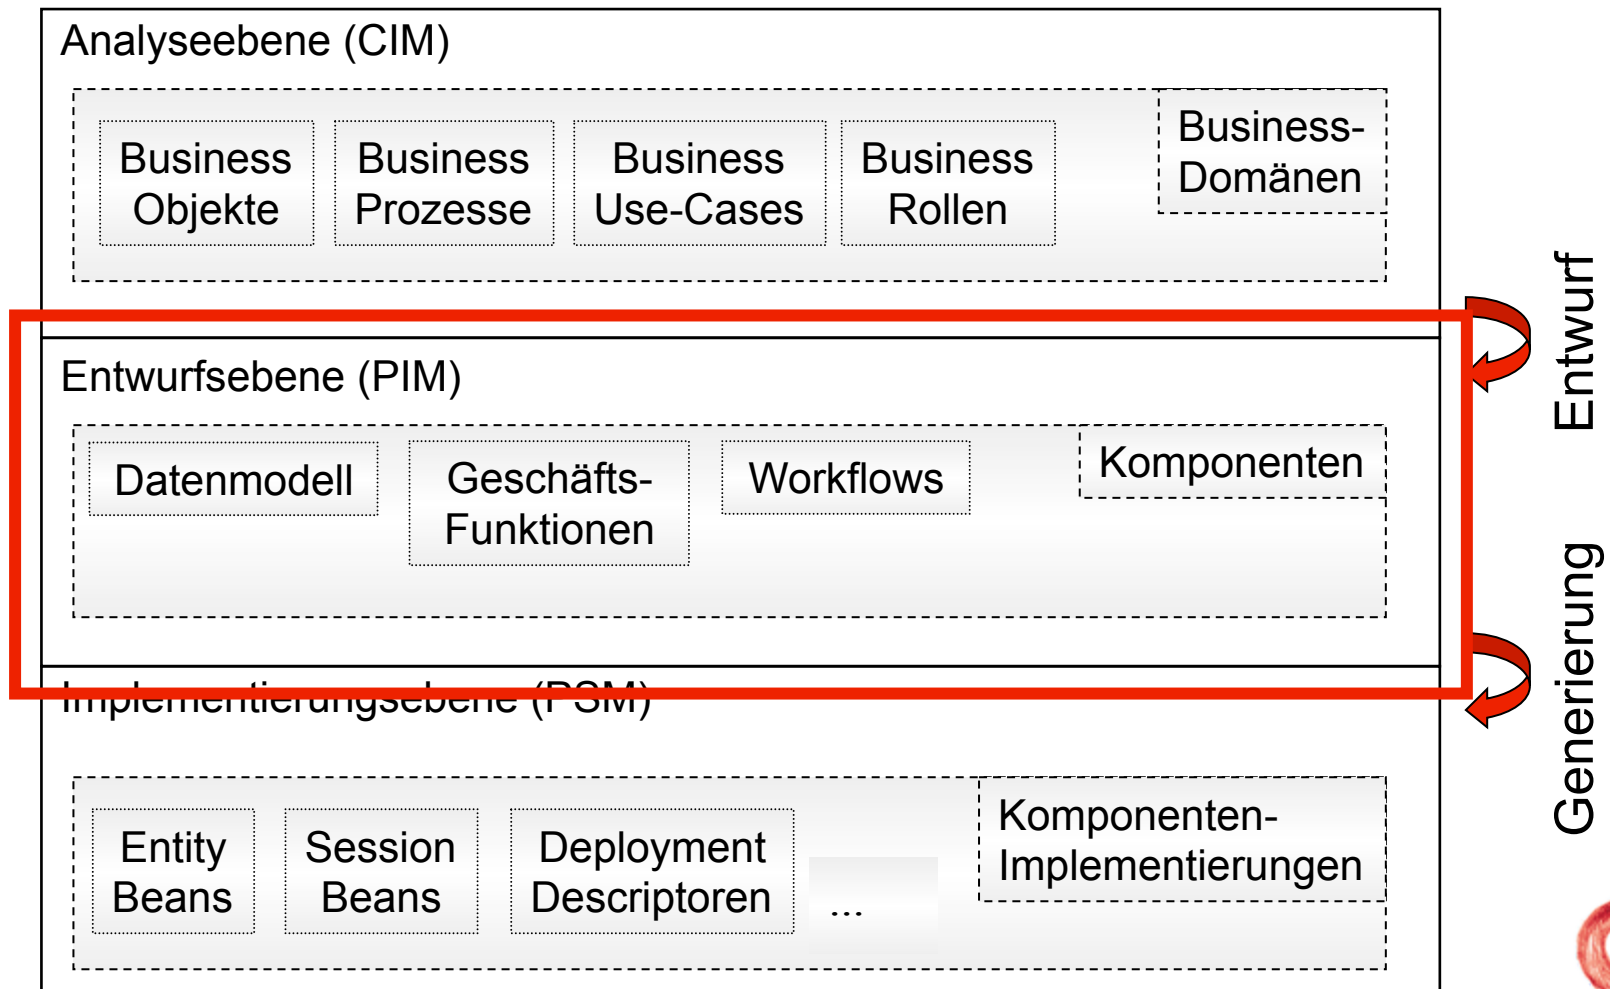 Analyseebene (CIM)
Business
Objekte
Business
Prozesse
Business
Use-Cases
Business
Rollen
Business-
Domänen
Entwurf
Entwurfsebene (PIM)
Datenmodell
Geschäfts-
Funktionen
Workflows
Komponenten
Generierung
Implementierungsebene (PSM)
Entity
Beans
Session
Beans
Deployment
Descriptoren
...
Komponenten-
Implementierungen